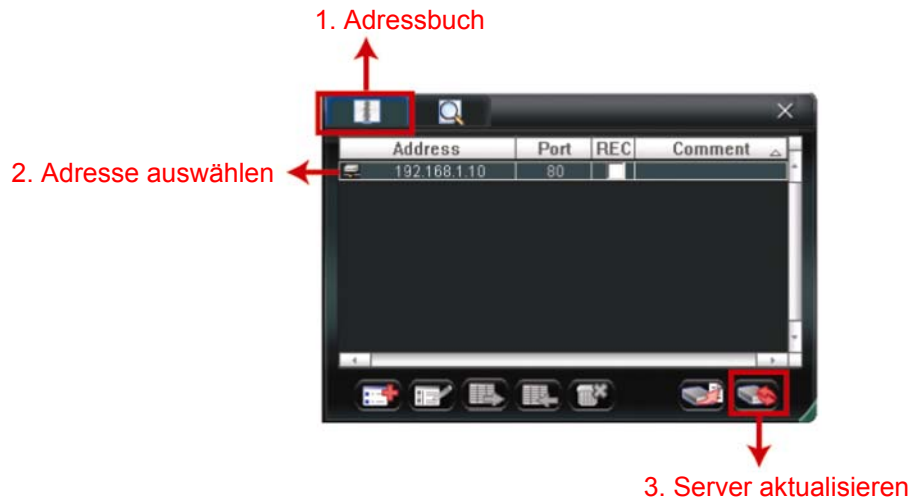 1. Adressbuch
Address Port REC Comment
2. Adresse auswählen
192.168.1.10 80
3. Server aktualisieren